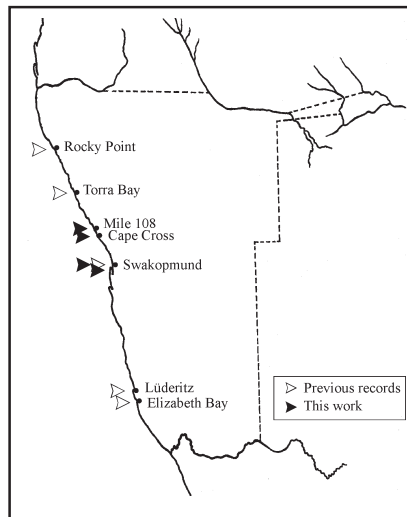 Rocky Point
Torra Bay
Mile 108
Cape Cross
Swakopmund
Lüderitz
Elizabeth Bay
Previous records
This work